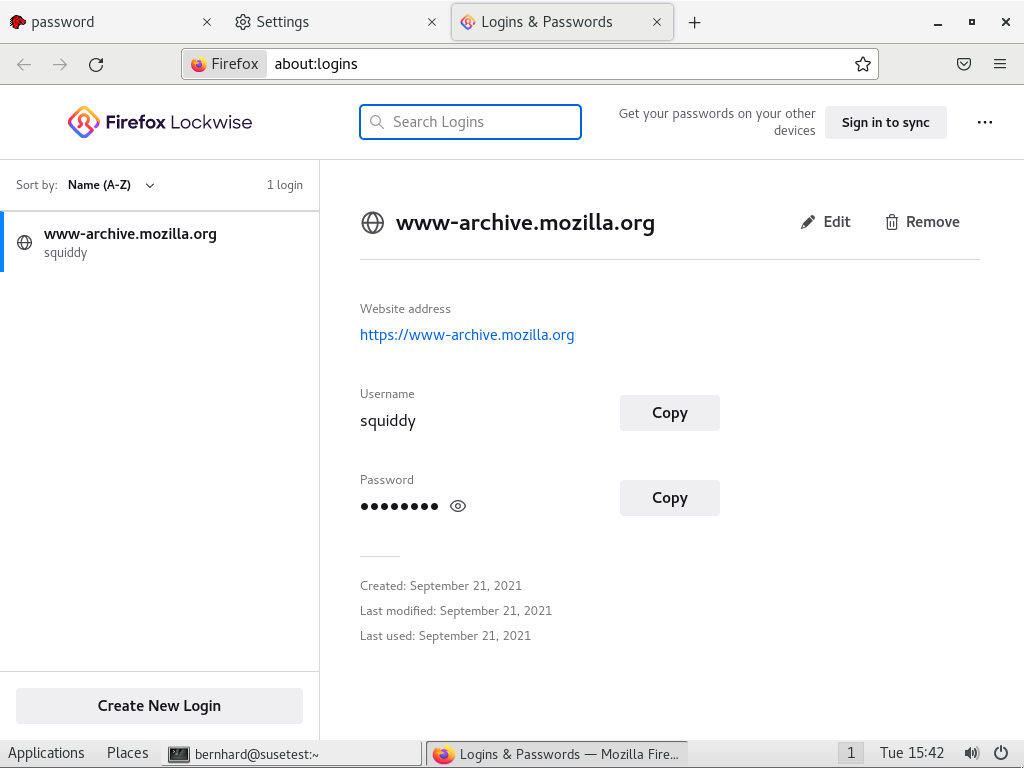 password
Settings
Logins & Passwords
Firefox
about:logins
Firefox Lockwise
Search Logins
Get your passwords on your other
devices
Sign in to sync
Sort by: Name (A-Z)
1 login
www-archive.mozilla.org
squiddy
www-archive.mozilla.org
Edit
Remove
Website address
https://www-archive.mozilla.org
Username
squiddy
Copy
Password
Copy
Created: September 21, 2021
Last modified: September 21, 2021
Last used: September 21, 2021
Create New Login
Applications
Places
bernhard@susetest:~
Logins & Passwords — Mozilla Fire...
1
Tue 15:42